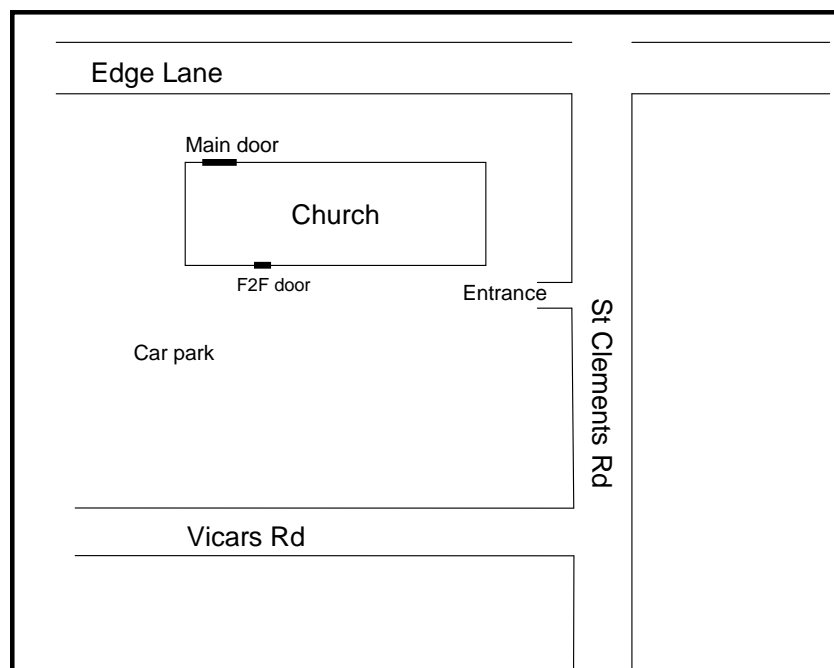 Edge Lane
Main door
Church
F2F door
Entrance
St Clements Rd
Car park
Vicars Rd